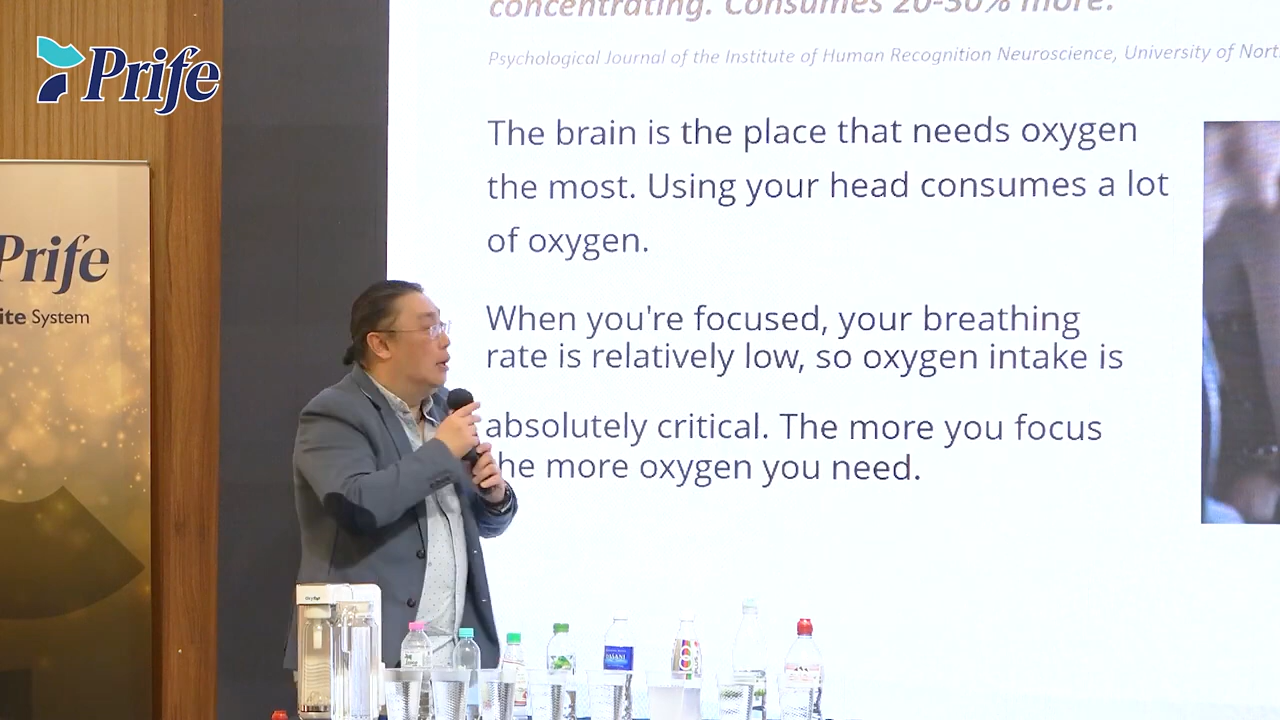 Prife
concentrating. Consumes 20-30% more.
Psychological Journal of the Institute of Human Recognition Neuroscience, University of Nort
The brain is the place that needs oxygen
the most. Using your head consumes a lot
of oxygen.
Prife
ite System
When you're focused, your breathing
rate is relatively low, so oxygen intake is
absolutely critical. The more you focus
he more oxygen you need.
DASANI